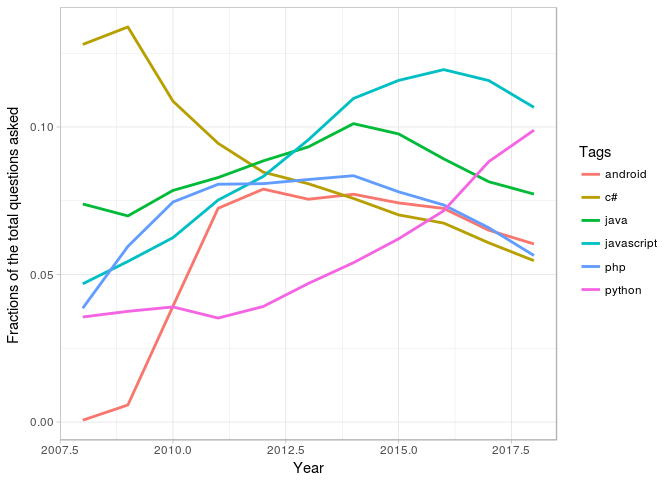 Fractions of the total questions asked
0.10
0.05
0.00
2007.5 2010.0 2012.5 2015.0 2017.5
Year
Tags
android
c#
java
javascript
php
python